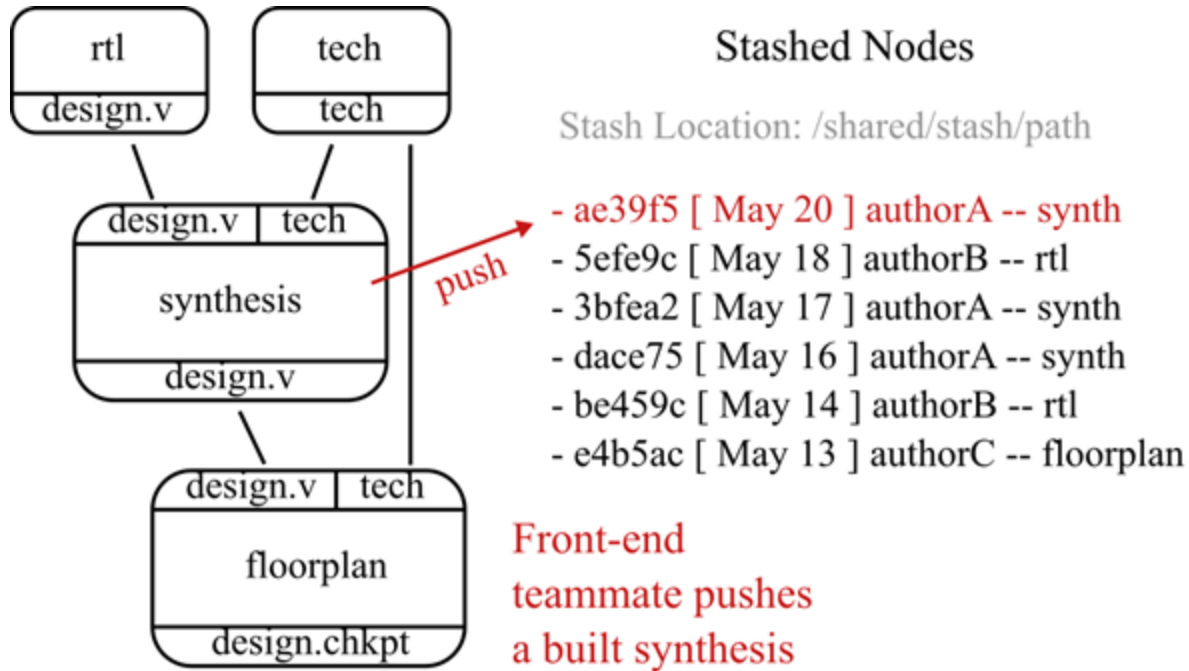 rtl
design.v
tech
tech
design.v tech
synthesis
design.v
design.v tech
floorplan
design.chkpt
push
Stashed Nodes
Stash Location: /shared/stash/path
- ae39f5 [ May 20 ] authorA -- synth
- 5efe9c [ May 18 ] authorB -- rtl
- 3bfea2 [ May 17 ] authorA -- synth
- dace75 [ May 16 ] authorA -- synth
- be459c [ May 14 ] authorB -- rtl
- e4b5ac [ May 13 ] authorC -- floorplan
Front-end
teammate pushes
a built synthesis